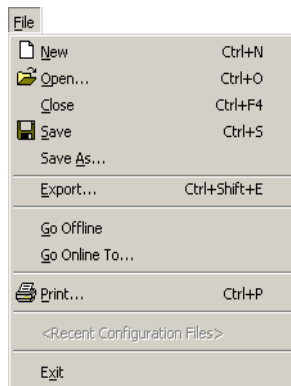 File
New Ctrl+N
Open... Ctrl+O
Close Ctrl+F4
Save Ctrl+S
Save As...
Export... Ctrl+Shift+E
Go Offline
Go Online To...
Print... Ctrl+P
<Recent Configuration Files>
Exit